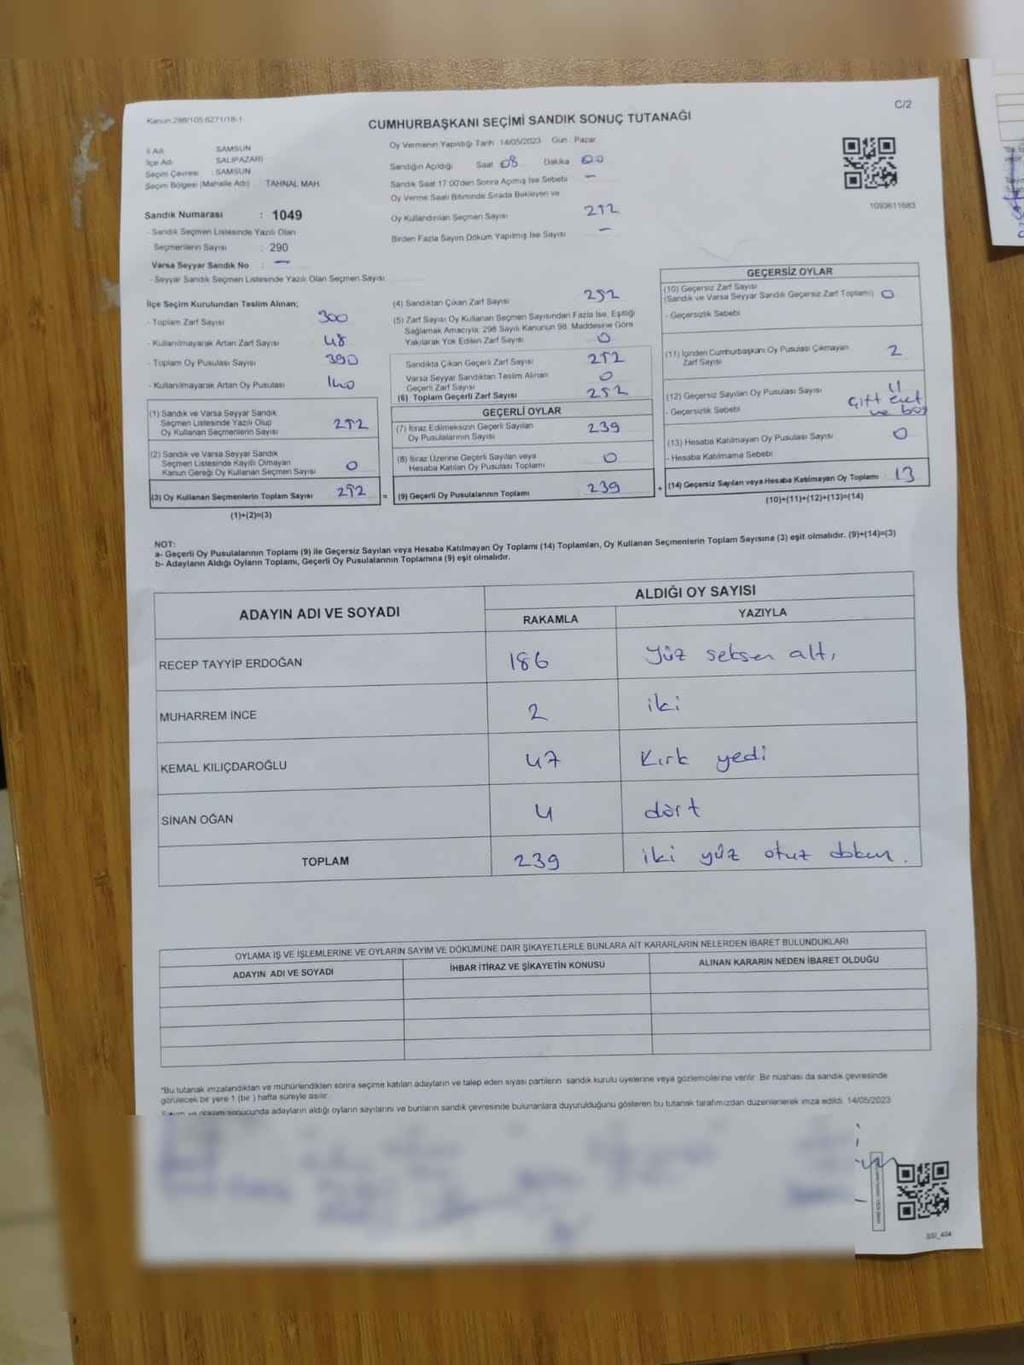 Kanun:298/105 6271/18-1
C/2
CUMHURBAŞKANI SEÇİMİ SANDIK SONUÇ TUTANAĞI
İl Adı : SAMSUN
İlçe Adı : SALIPAZARI
Seçim Çevresi : SAMSUN
Seçim Bölgesi (Mahalle Adı) : TAHNAL MAH.
Sandık Numarası : 1049
- Sandık Seçmen Listesinde Yazılı Olan
Seçmenlerin Sayısı : 290
Varsa Seyyar Sandık No : —
- Seyyar Sandık Seçmen Listesinde Yazılı Olan Seçmen Sayısı :
Oy Vermenin Yapıldığı Tarih : 14/05/2023 Gün : Pazar
Sandığın Açıldığı Saat 08 Dakika 00
Sandık Saat 17.00'den Sonra Açılmış İse Sebebi —
Oy Verme Saati Bitiminde Sırada Bekleyen ve
Oy Kullandırılan Seçmen Sayısı 252
Birden Fazla Sayım Döküm Yapılmış İse Sayısı —
1093611683
İlçe Seçim Kurulundan Teslim Alınan;
- Toplam Zarf Sayısı 300
- Kullanılmayarak Artan Zarf Sayısı 48
- Toplam Oy Pusulası Sayısı 390
- Kullanılmayarak Artan Oy Pusulası 140
(1) Sandık ve Varsa Seyyar Sandık
Seçmen Listesinde Yazılı Olup
Oy Kullanan Seçmenlerin Sayısı 252
(2) Sandık ve Varsa Seyyar Sandık
Seçmen Listesinde Kayıtlı Olmayan
Kanun Gereği Oy Kullanan Seçmen Sayısı 0
(3) Oy Kullanan Seçmenlerin Toplam Sayısı 252 =
(1)+(2)=(3)
(4) Sandıktan Çıkan Zarf Sayısı 252
(5) Zarf Sayısı Oy Kullanan Seçmen Sayısından Fazla İse, Eşitliği
Sağlamak Amacıyla; 298 Sayılı Kanunun 98. Maddesine Göre
Yakılarak Yok Edilen Zarf Sayısı 0
Sandıkta Çıkan Geçerli Zarf Sayısı 252
Varsa Seyyar Sandıktan Teslim Alınan
Geçerli Zarf Sayısı 0
(6) Toplam Geçerli Zarf Sayısı 252
GEÇERLİ OYLAR
(7) İtiraz Edilmeksizin Geçerli Sayılan
Oy Pusulalarının Sayısı 239
(8) İtiraz Üzerine Geçerli Sayılan veya
Hesaba Katılan Oy Pusulası Toplamı 0
(9) Geçerli Oy Pusulalarının Toplamı 239 +
GEÇERSİZ OYLAR
(10) Geçersiz Zarf Sayısı
(Sandık ve Varsa Seyyar Sandık Geçersiz Zarf Toplamı) 0
- Geçersizlik Sebebi
(11) İçinden Cumhurbaşkanı Oy Pusulası Çıkmayan
Zarf Sayısı 2
(12) Geçersiz Sayılan Oy Pusulası Sayısı 11
- Geçersizlik Sebebi çift evet
ve boş
(13) Hesaba Katılmayan Oy Pusulası Sayısı 0
- Hesaba Katılmama Sebebi
(14) Geçersiz Sayılan veya Hesaba Katılmayan Oy Toplamı 13
(10)+(11)+(12)+(13)=(14)
NOT:
a- Geçerli Oy Pusulalarının Toplamı (9) ile Geçersiz Sayılan veya Hesaba Katılmayan Oy Toplamı (14) Toplamları, Oy Kullanan Seçmenlerin Toplam Sayısına (3) eşit olmalıdır. (9)+(14)=(3)
b- Adayların Aldığı Oyların Toplamı, Geçerli Oy Pusulalarının Toplamına (9) eşit olmalıdır.
ADAYIN ADI VE SOYADI
ALDIĞI OY SAYISI
RAKAMLA YAZIYLA
RECEP TAYYİP ERDOĞAN 186 Yüz seksen altı
MUHARREM İNCE 2 iki
KEMAL KILIÇDAROĞLU 47 Kırk yedi
SİNAN OĞAN 4 dört
TOPLAM 239 iki yüz otuz dokuz.
OYLAMA İŞ VE İŞLEMLERİNE VE OYLARIN SAYIM VE DÖKÜMÜNE DAİR ŞİKAYETLERLE BUNLARA AİT KARARLARIN NELERDEN İBARET BULUNDUKLARI
ADAYIN ADI VE SOYADI İHBAR İTİRAZ VE ŞİKAYETİN KONUSU ALINAN KARARIN NEDEN İBARET OLDUĞU
*Bu tutanak imzalandıktan ve mühürlendikten sonra seçime katılan adayların ve talep eden siyasi partilerin sandık kurulu üyelerine veya gözlemcilerine verilir. Bir nüshası da sandık çevresinde
görülecek bir yere 1 (bir) hafta süreyle asılır.
sonucunda adayların aldığı oyların sayılarını ve bunların sandık çevresinde bulunanlara duyurulduğunu gösteren bu tutanak tarafımızdan düzenlenerek imza edildi. 14/05/2023